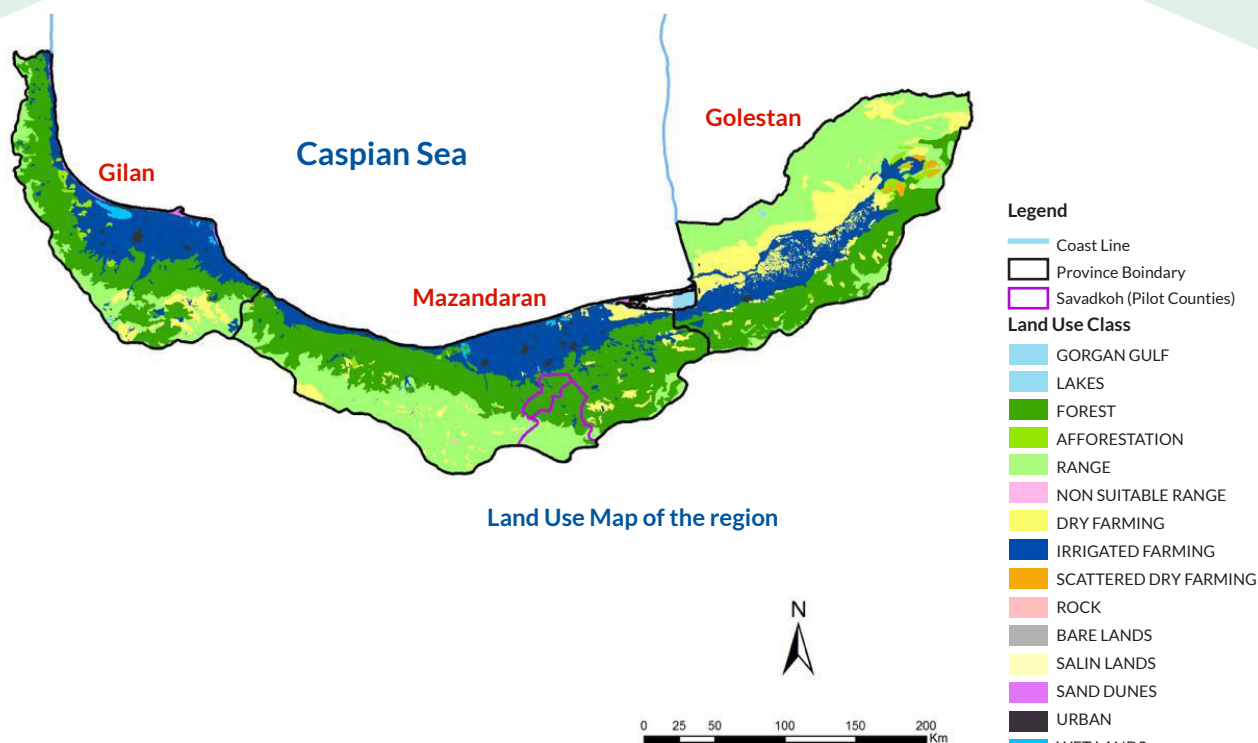 Golestan
Caspian Sea
Gilan
Mazandaran
Land Use Map of the region
N
0 25 50 100 150 200
Km
Legend
Coast Line
Province Boindary
Savadkoh (Pilot Counties)
Land Use Class
GORGAN GULF
LAKES
FOREST
AFFORESTATION
RANGE
NON SUITABLE RANGE
DRY FARMING
IRRIGATED FARMING
SCATTERED DRY FARMING
ROCK
BARE LANDS
SALIN LANDS
SAND DUNES
URBAN
WET LANDS